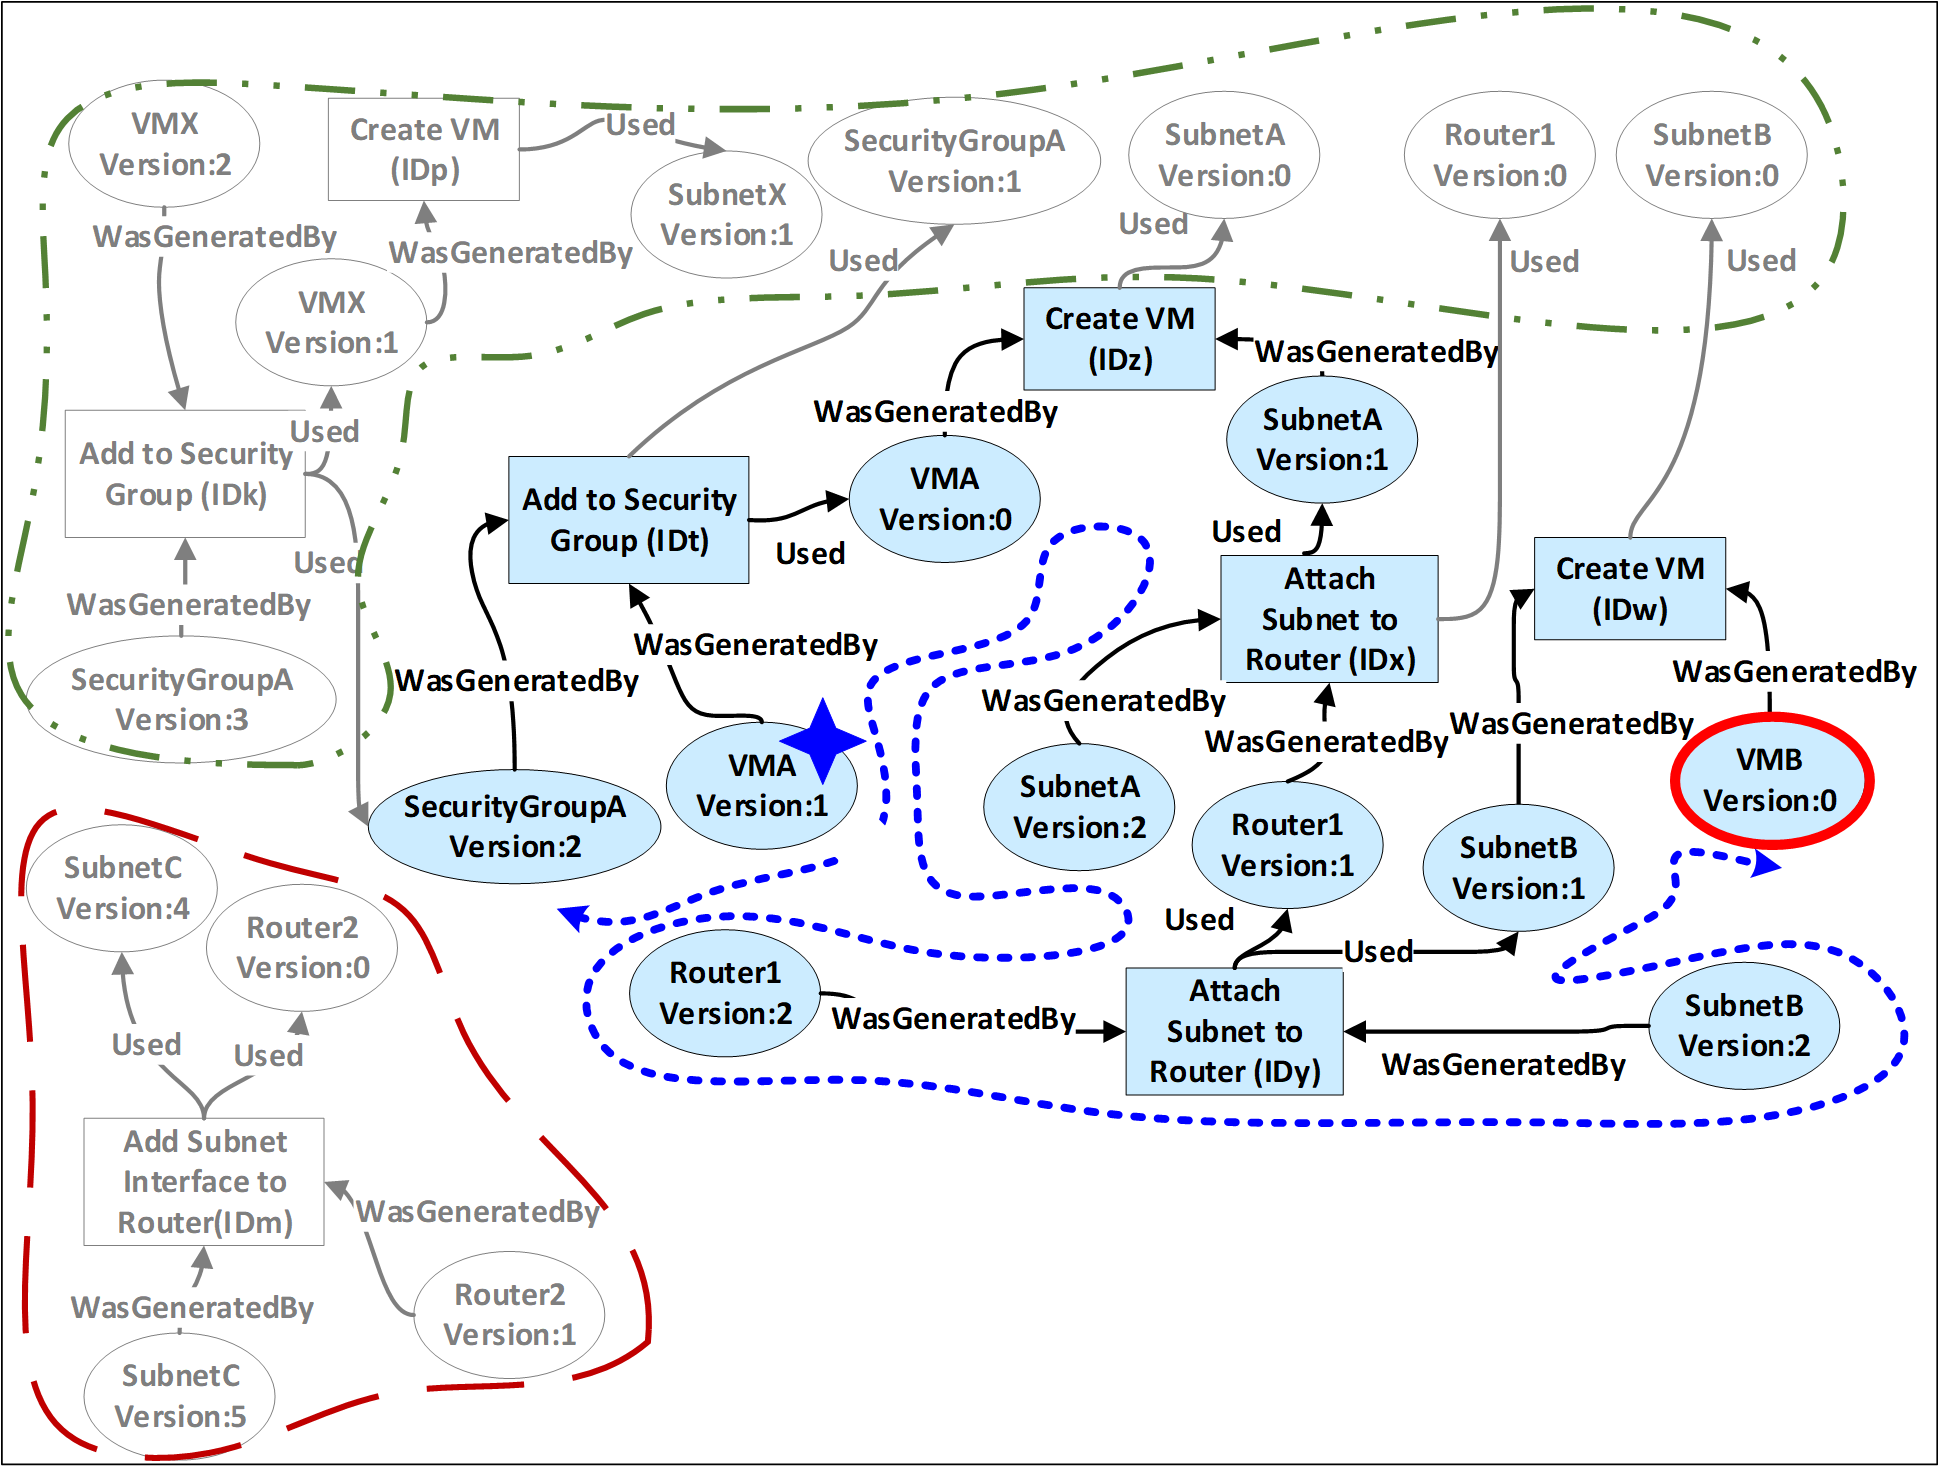 VMX
Version:2
Create VM
(IDp)
Used
SubnetX
Version:1
SecurityGroupA
Version:1
SubnetA
Version:0
Router1
Version:0
SubnetB
Version:0
WasGeneratedBy
WasGeneratedBy
Used
Used
Used
Used
VMX
Version:1
Create VM
(IDz)
WasGeneratedBy
WasGeneratedBy
SubnetA
Version:1
Used
Add to Security
Group (IDk)
Add to Security
Group (IDt)
VMA
Version:0
Used
Used
Used
Attach
Subnet to
Router (IDx)
Create VM
(IDw)
WasGeneratedBy
WasGeneratedBy
WasGeneratedBy
WasGeneratedBy
WasGeneratedBy
WasGeneratedBy
WasGeneratedBy
SecurityGroupA
Version:3
VMA
Version:1
SecurityGroupA
Version:2
SubnetA
Version:2
Router1
Version:1
SubnetB
Version:1
VMB
Version:0
SubnetC
Version:4
Router2
Version:0
Used
Used
Router1
Version:2
WasGeneratedBy
Attach
Subnet to
Router (IDy)
WasGeneratedBy
SubnetB
Version:2
Used
Used
Add Subnet
Interface to
Router(IDm)
WasGeneratedBy
WasGeneratedBy
Router2
Version:1
SubnetC
Version:5